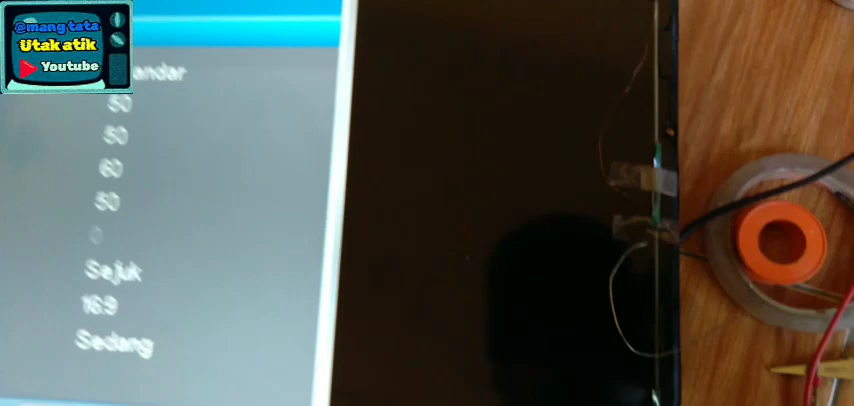 @mang tata
Utak atik
Youtube
andar
50
50
60
50
0
Sejuk
16:9
Sedang